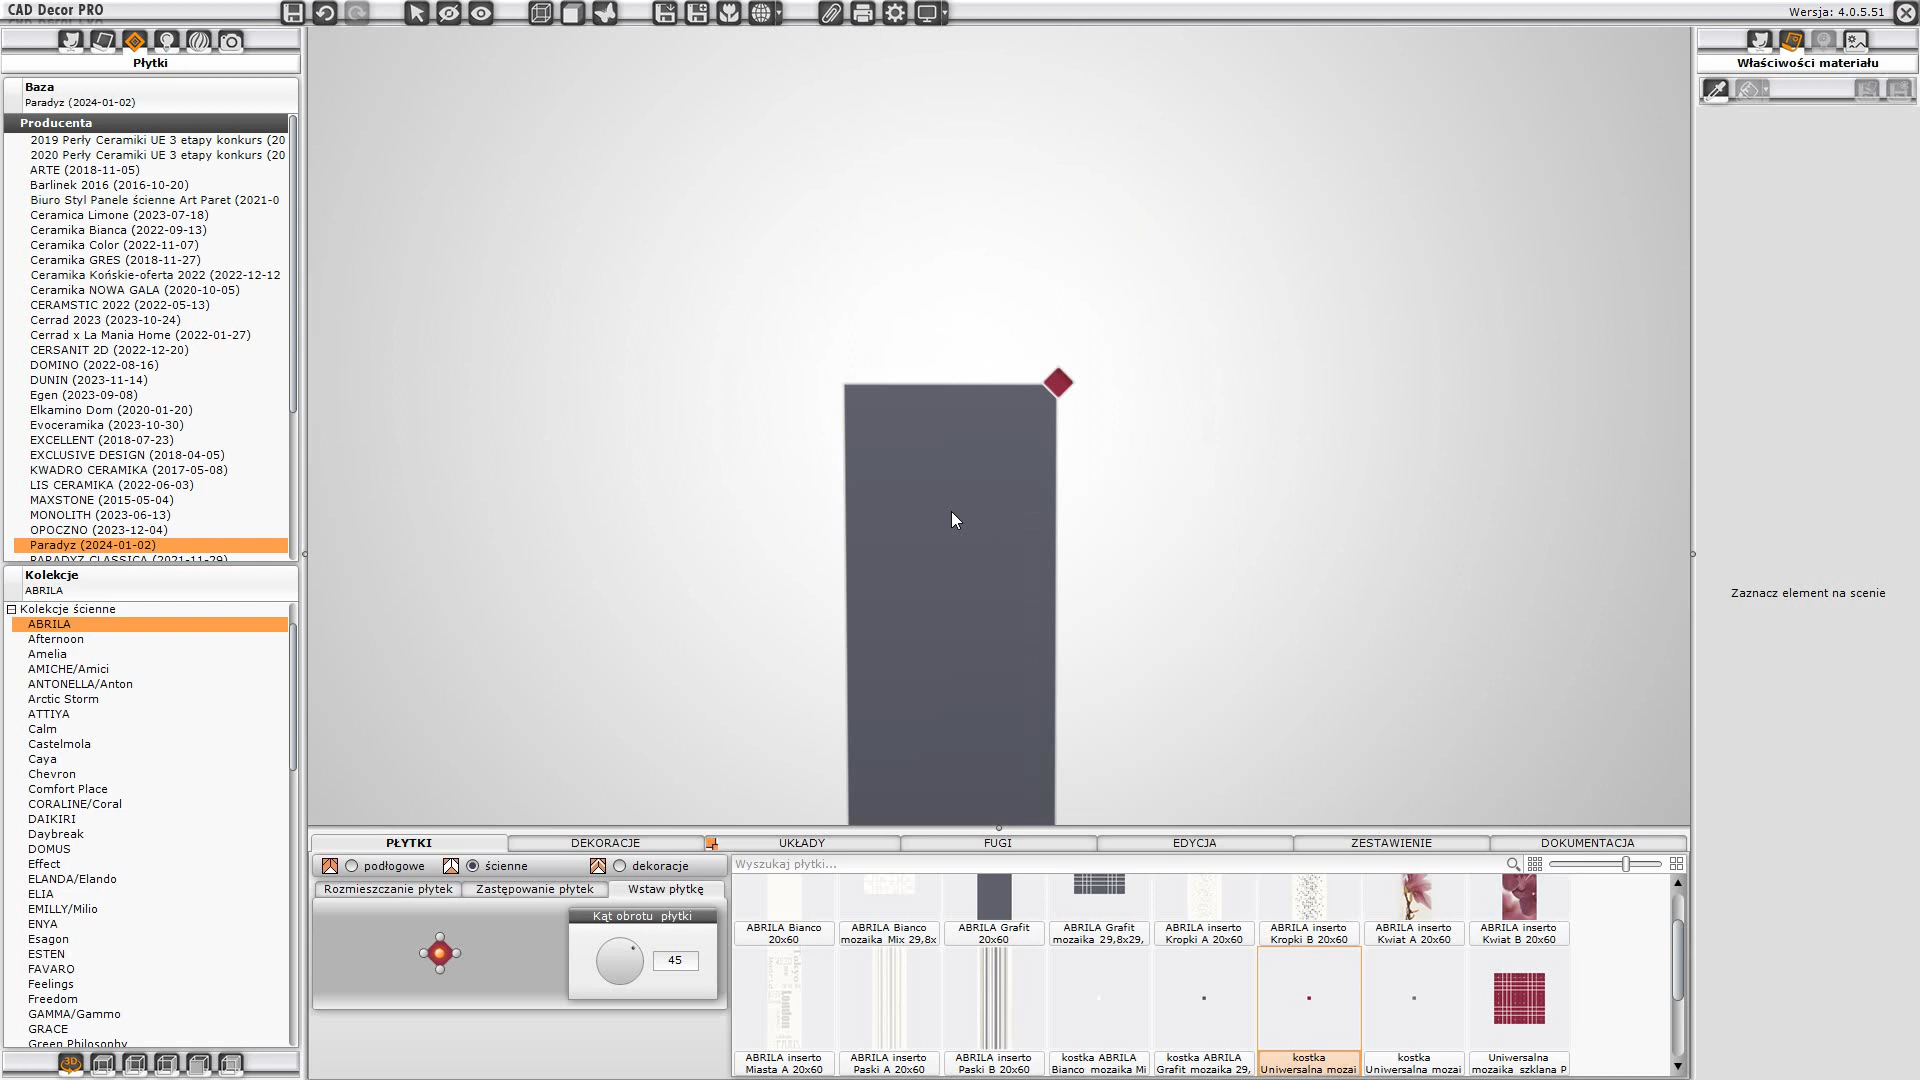 CAD Decor PRO
Wersja: 4.0.5.51
Płytki
Właściwości materiału
Baza
Paradyz (2024-01-02)
Producenta
2019 Perły Ceramiki UE 3 etapy konkurs (20
2020 Perły Ceramiki UE 3 etapy konkurs (20
ARTE (2018-11-05)
Barlinek 2016 (2016-10-20)
Biuro Styl Panele ścienne Art Paret (2021-0
Ceramica Limone (2023-07-18)
Ceramika Bianca (2022-09-13)
Ceramika Color (2022-11-07)
Ceramika GRES (2018-11-27)
Ceramika Końskie-oferta 2022 (2022-12-12
Ceramika NOWA GALA (2020-10-05)
CERAMSTIC 2022 (2022-05-13)
Cerrad 2023 (2023-10-24)
Cerrad x La Mania Home (2022-01-27)
CERSANIT 2D (2022-12-20)
DOMINO (2022-08-16)
DUNIN (2023-11-14)
Egen (2023-09-08)
Elkamino Dom (2020-01-20)
Evoceramika (2023-10-30)
EXCELLENT (2018-07-23)
EXCLUSIVE DESIGN (2018-04-05)
KWADRO CERAMIKA (2017-05-08)
LIS CERAMIKA (2022-06-03)
MAXSTONE (2015-05-04)
MONOLITH (2023-06-13)
OPOCZNO (2023-12-04)
Paradyz (2024-01-02)
PARADYZ CLASSICA (2021-11-29)
Kolekcje
ABRILA
Kolekcje ścienne
ABRILA
Afternoon
Amelia
AMICHE/Amici
ANTONELLA/Anton
Arctic Storm
ATTIYA
Calm
Castelmola
Caya
Chevron
Comfort Place
CORALINE/Coral
DAIKIRI
Daybreak
DOMUS
Effect
ELANDA/Elando
ELIA
EMILLY/Milio
ENYA
Esagon
ESTEN
FAVARO
Feelings
Freedom
GAMMA/Gammo
GRACE
Green Philosophy
3D
Zaznacz element na scenie
PŁYTKI
DEKORACJE
UKŁADY
FUGI
EDYCJA
ZESTAWIENIE
DOKUMENTACJA
podłogowe
ścienne
dekoracje
Wyszukaj płytki...
Rozmieszczanie płytek
Zastępowanie płytek
Wstaw płytkę
Kąt obrotu płytki
45
ABRILA Bianco
20x60
ABRILA Bianco
mozaika Mix 29,8x
ABRILA Grafit
20x60
ABRILA Grafit
mozaika 29,8x29,
ABRILA inserto
Kropki A 20x60
ABRILA inserto
Kropki B 20x60
ABRILA inserto
Kwiat A 20x60
ABRILA inserto
Kwiat B 20x60
London
ABRILA inserto
Miasta A 20x60
ABRILA inserto
Paski A 20x60
ABRILA inserto
Paski B 20x60
kostka ABRILA
Bianco mozaika Mi
kostka ABRILA
Grafit mozaika 29,
kostka
Uniwersalna mozai
kostka
Uniwersalna mozai
Uniwersalna
mozaika szklana P